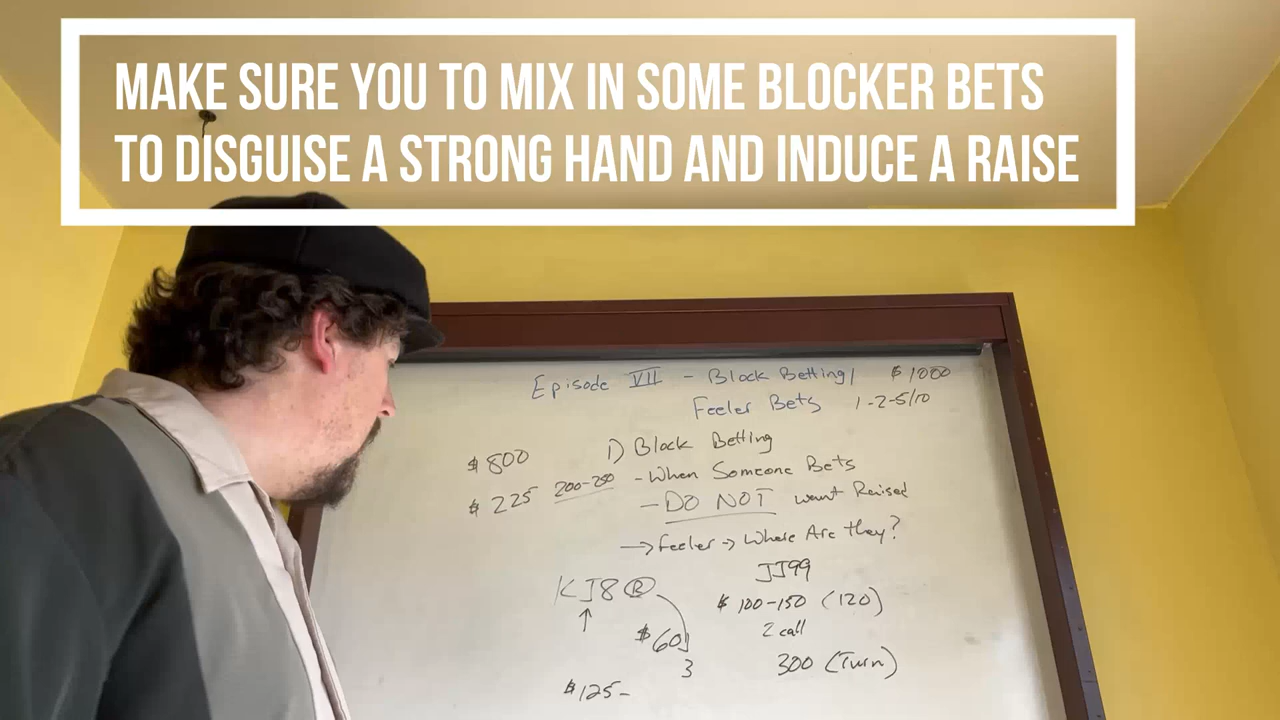 MAKE SURE YOU TO MIX IN SOME BLOCKER BETS
TO DISGUISE A STRONG HAND AND INDUCE A RAISE
Episode VII - Block Betting/
Feeler Bets
$1000
1-2-5/10
$800
$225 200-250
1) Block Betting
- When Someone Bets
- DO NOT want Raised
→ Feeler → Where Are they?
KJ8 R
↑
$60
3
$125-
JJ99
$100-150 (120)
2 call
300 (Turn)